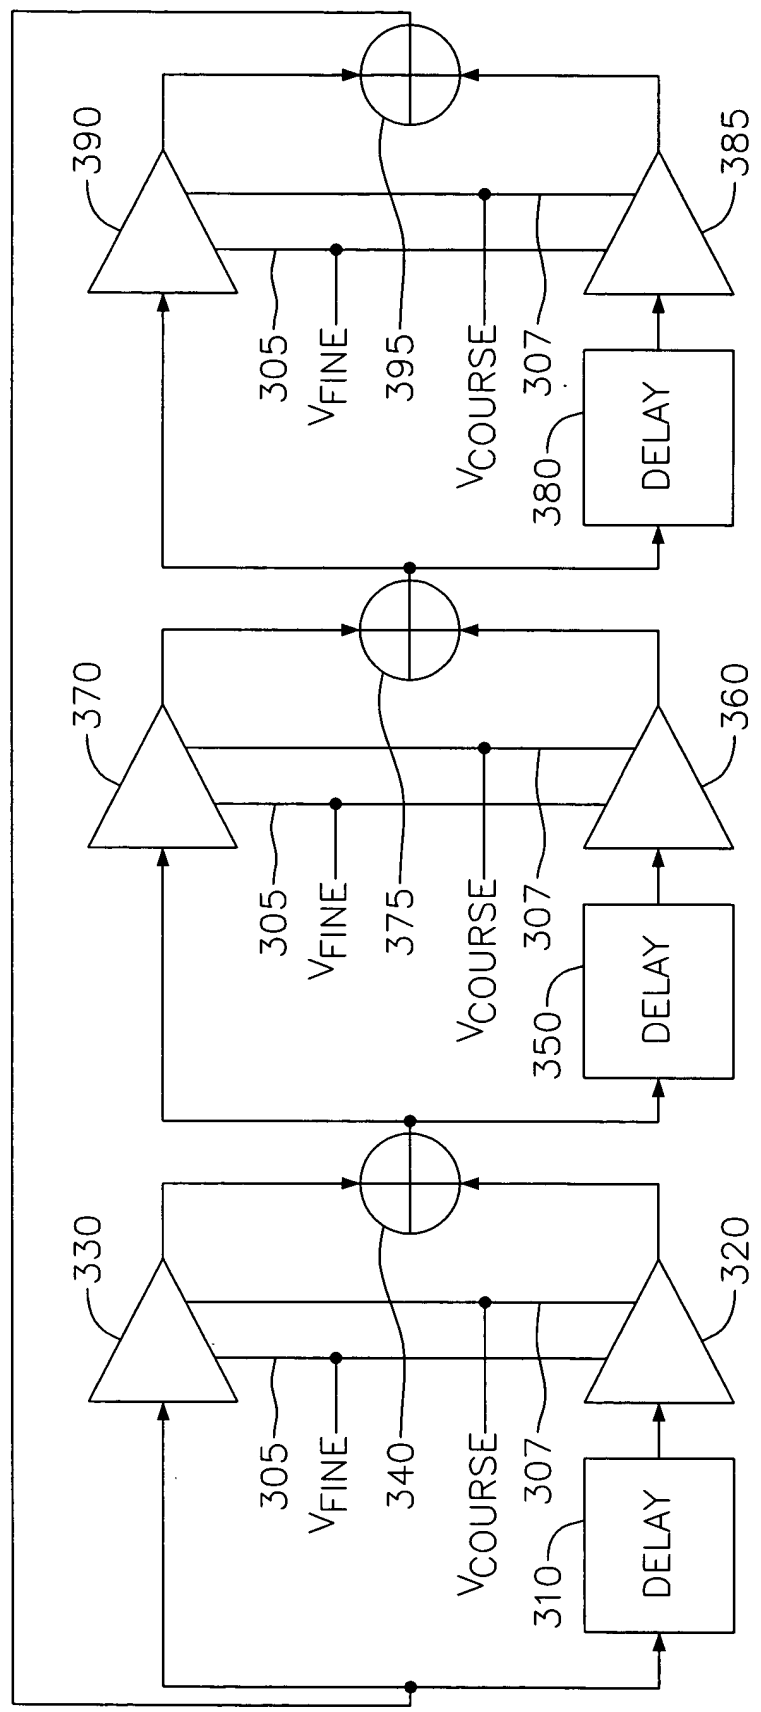 330
370
390
305
305
305
VFINE
VFINE
VFINE
340
375
395
VCOURSE
VCOURSE
VCOURSE
307
307
307
310
350
380
DELAY
DELAY
DELAY
320
360
385